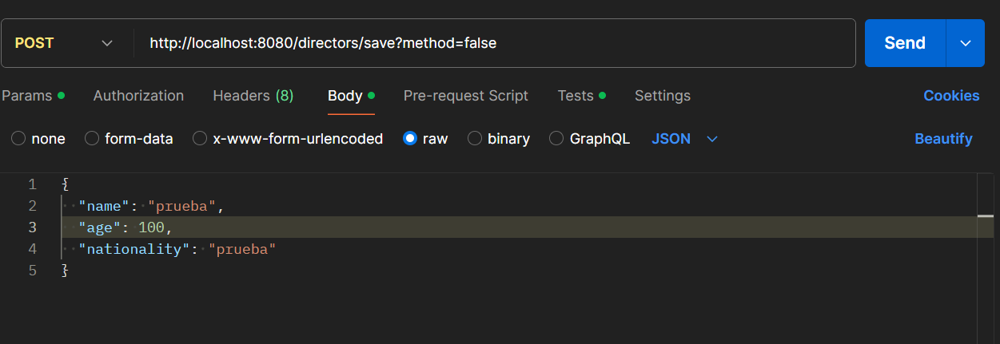 POST http://localhost:8080/directors/save?method=false Send
Params Authorization Headers (8) Body Pre-request Script Tests Settings Cookies
none form-data x-www-form-urlencoded raw binary GraphQL JSON Beautify
1 {
2 "name": "prueba",
3 "age": 100,
4 "nationality": "prueba"
5 }